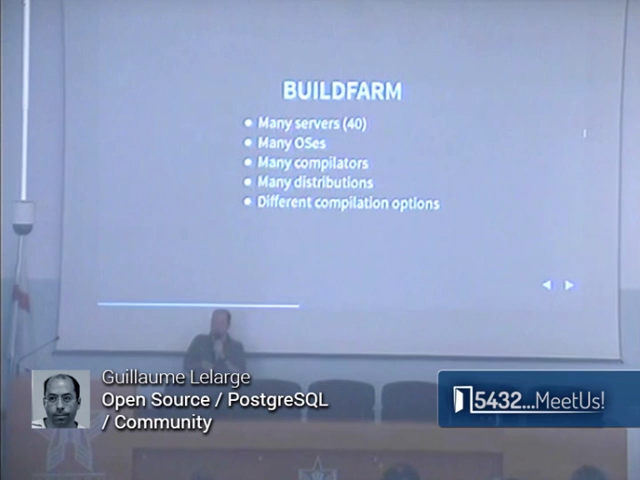 BUILDFARM
Many servers (40)
Many OSes
Many compilators
Many distributions
Different compilation options
Guillaume Lelarge
Open Source / PostgreSQL
/ Community
5432...MeetUs!